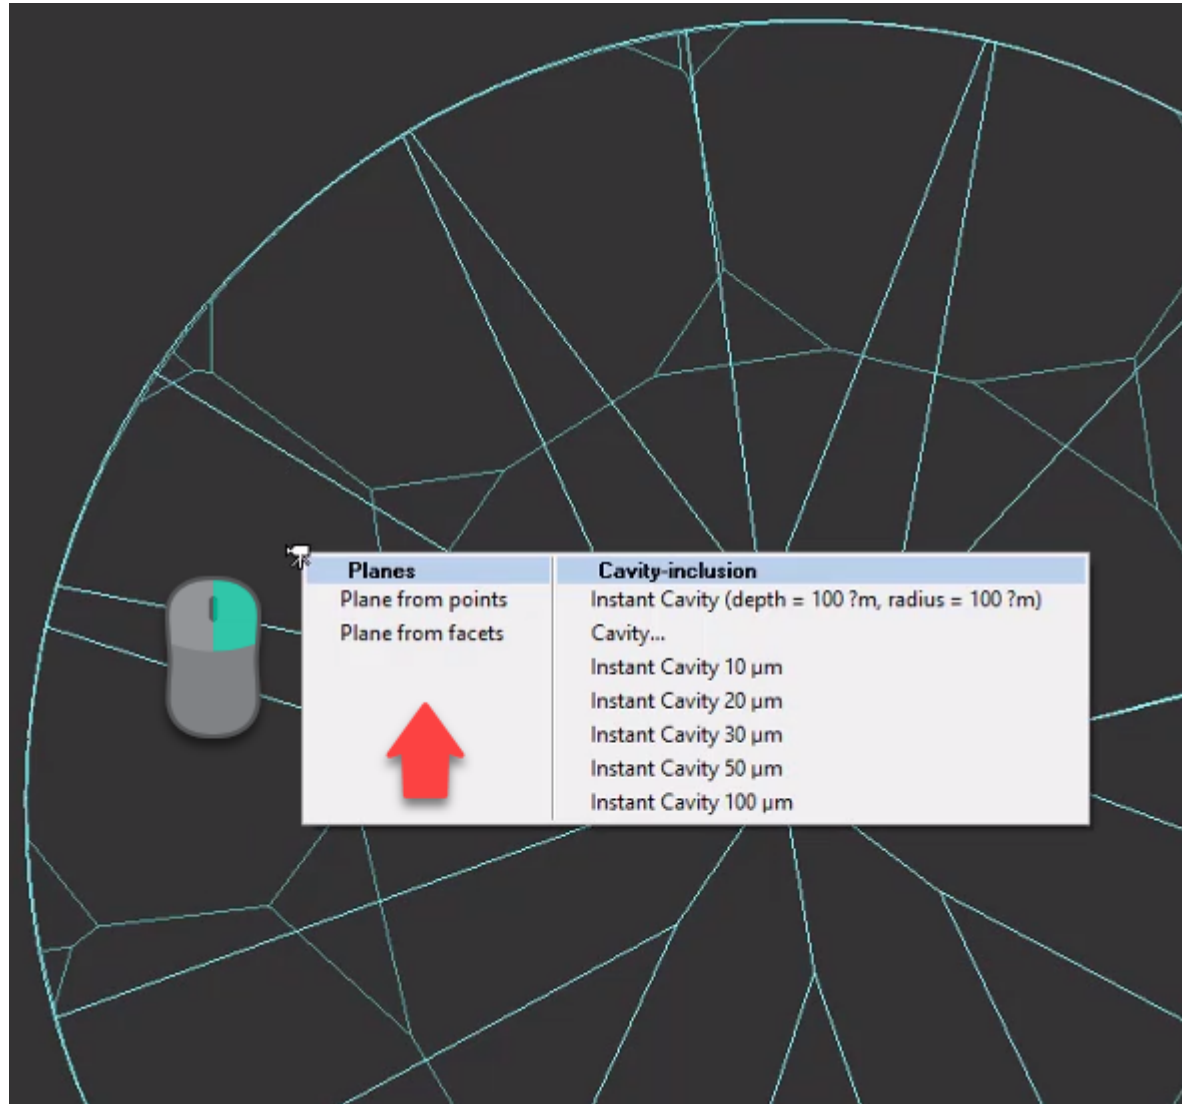 Planes
Plane from points
Plane from facets
Cavity-inclusion
Instant Cavity (depth = 100 ?m, radius = 100 ?m)
Cavity...
Instant Cavity 10 µm
Instant Cavity 20 µm
Instant Cavity 30 µm
Instant Cavity 50 µm
Instant Cavity 100 µm